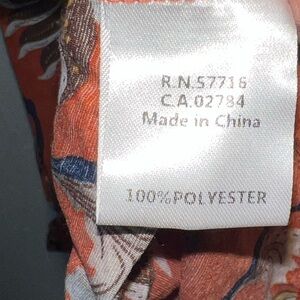 R.N.57716
C.A.02784
Made in China
100%POLYESTER